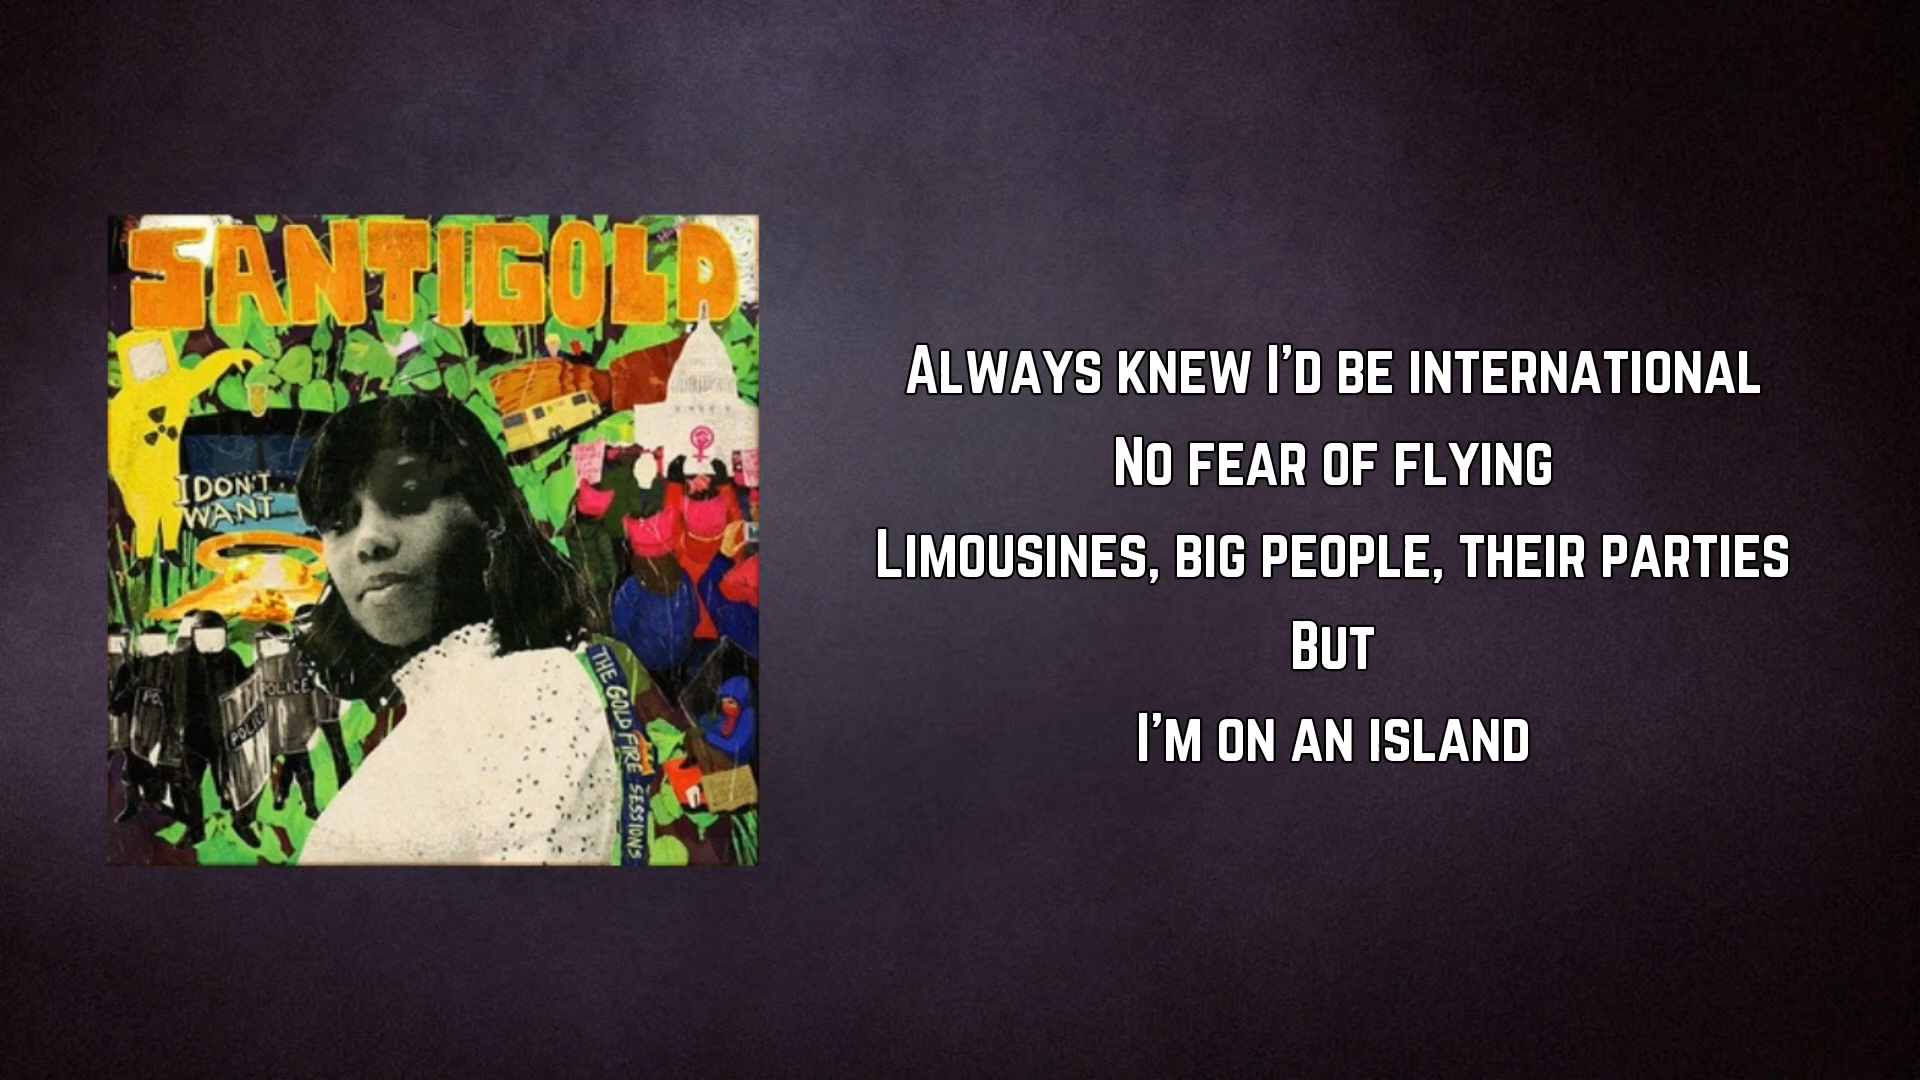 SANTIGOLD
I DON'T
WANT
POLICE
THE GOLD FIRE SESSIONS
ALWAYS KNEW I'D BE INTERNATIONAL
NO FEAR OF FLYING
LIMOUSINES, BIG PEOPLE, THEIR PARTIES
BUT
I'M ON AN ISLAND